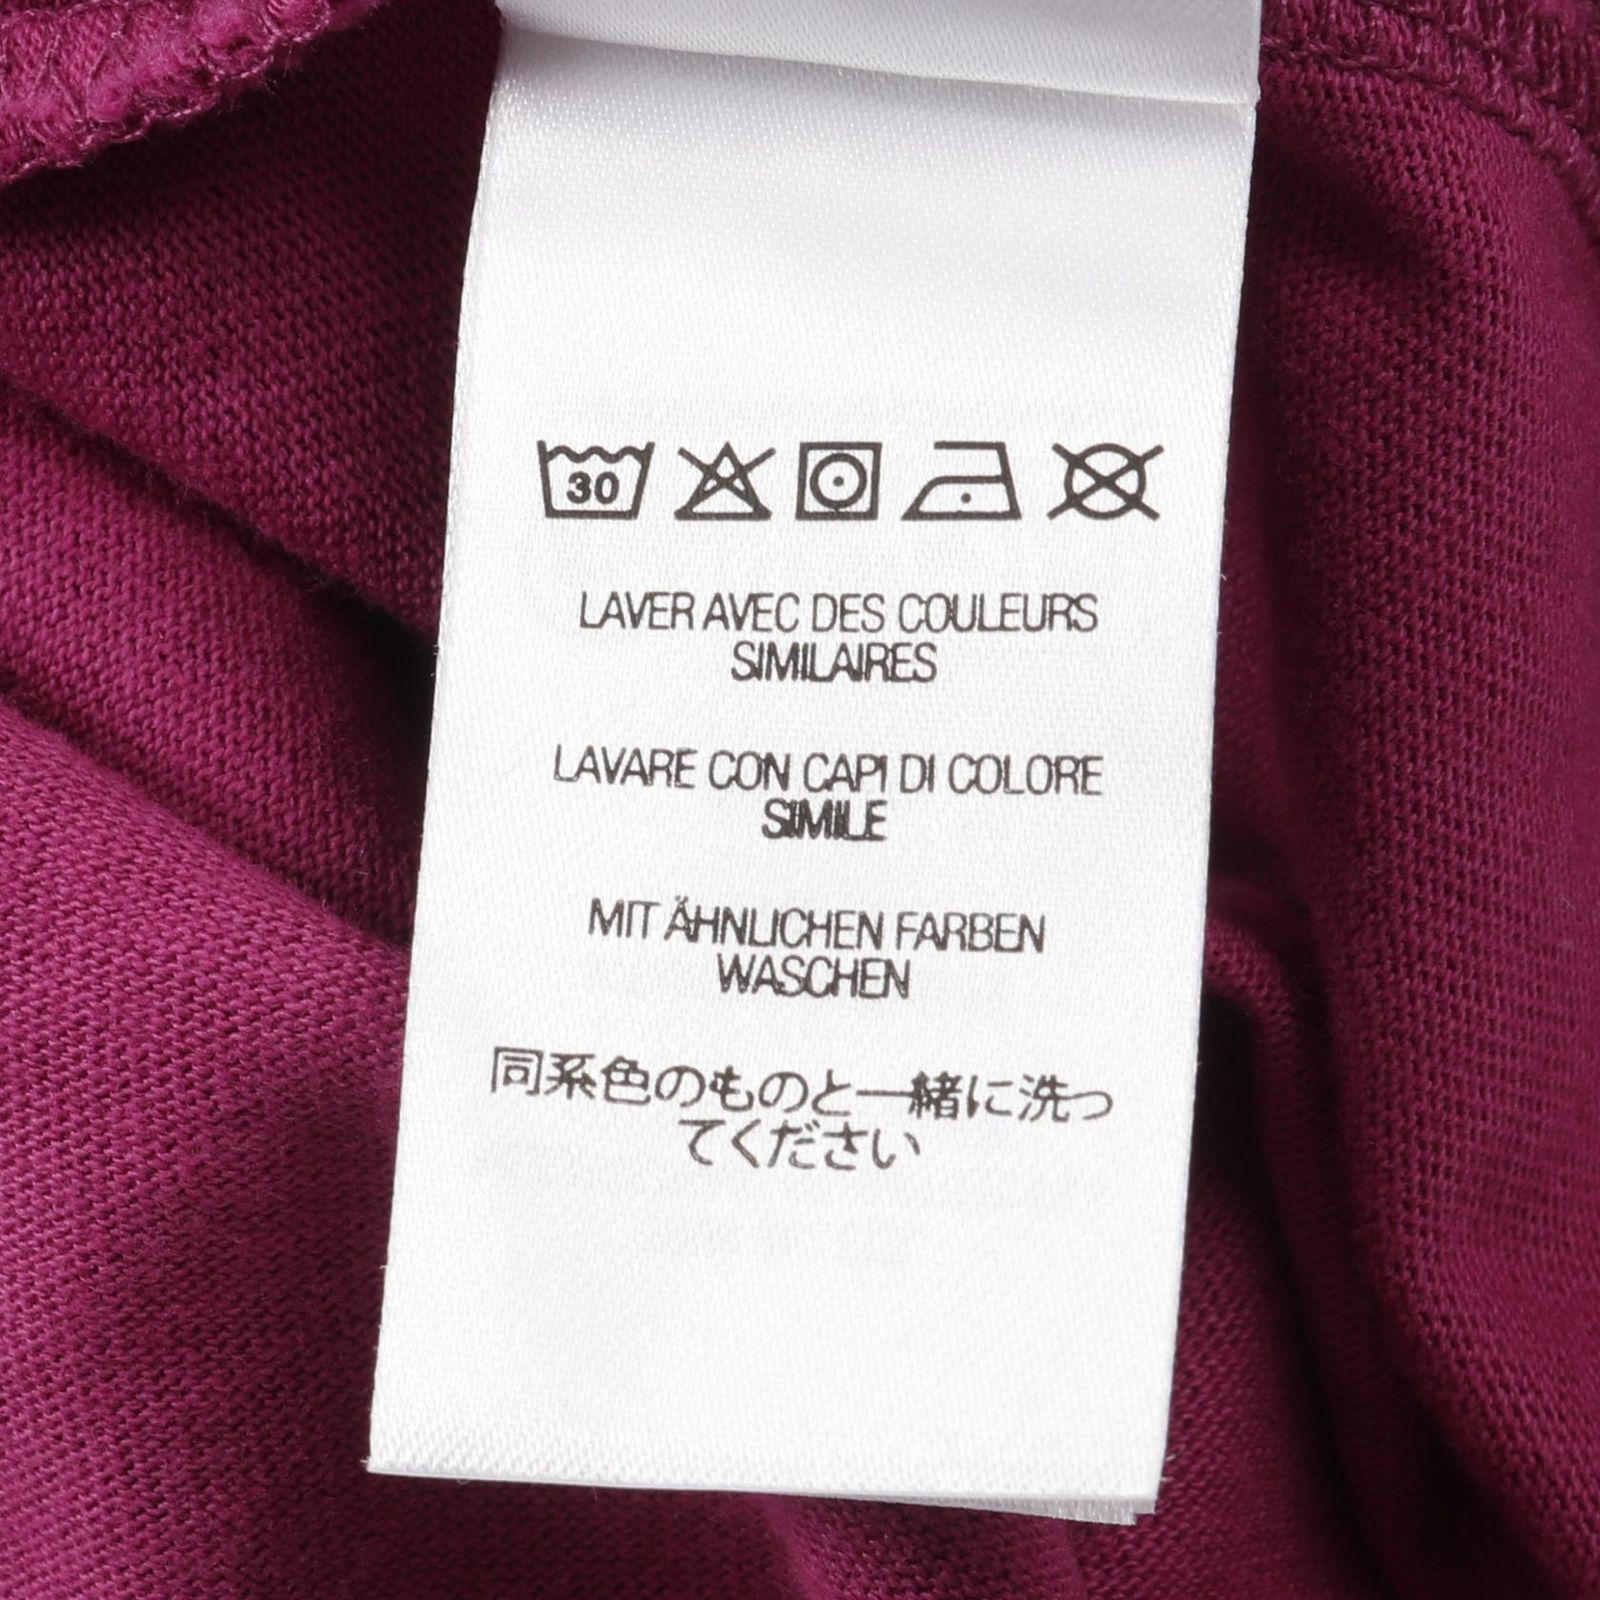 30
LAVER AVEC DES COULEURS
SIMILAIRES
LAVARE CON CAPI DI COLORE
SIMILE
MIT ÄHNLICHEN FARBEN
WASCHEN
同系色のものと一緒に洗っ
てください